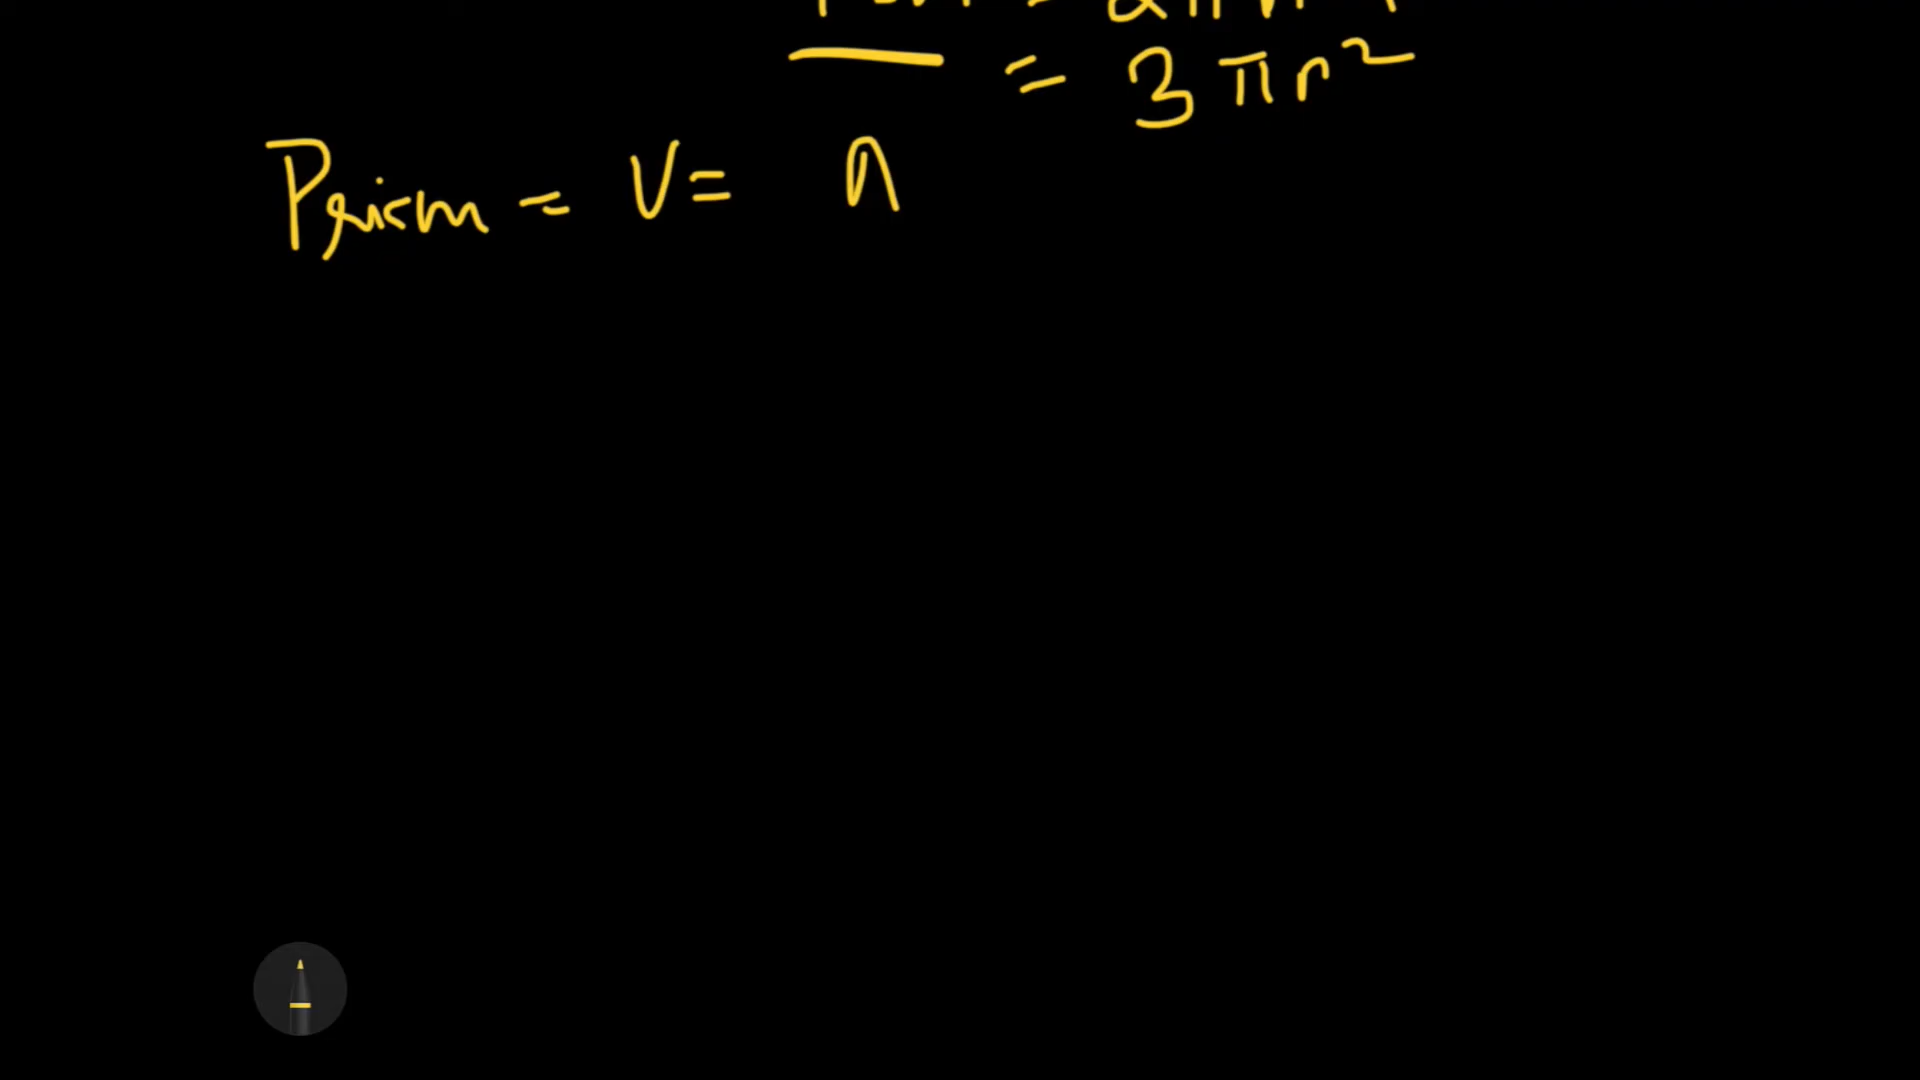 = 3πr²
Prism = V =